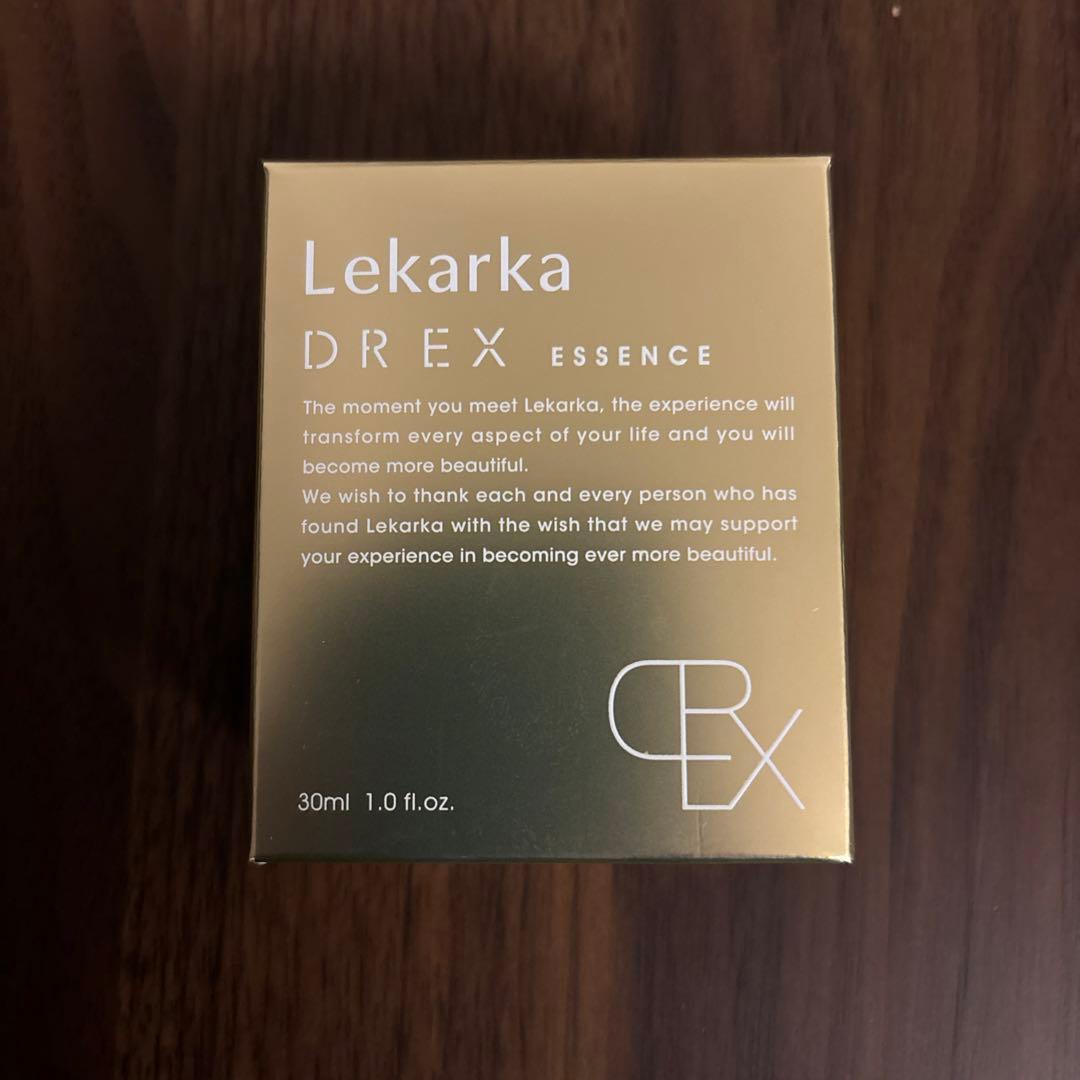 Lekarka
DREX ESSENCE
The moment you meet Lekarka, the experience will
transform every aspect of your life and you will
become more beautiful.
We wish to thank each and every person who has
found Lekarka with the wish that we may support
your experience in becoming ever more beautiful.
DREX
30ml 1.0 fl.oz.